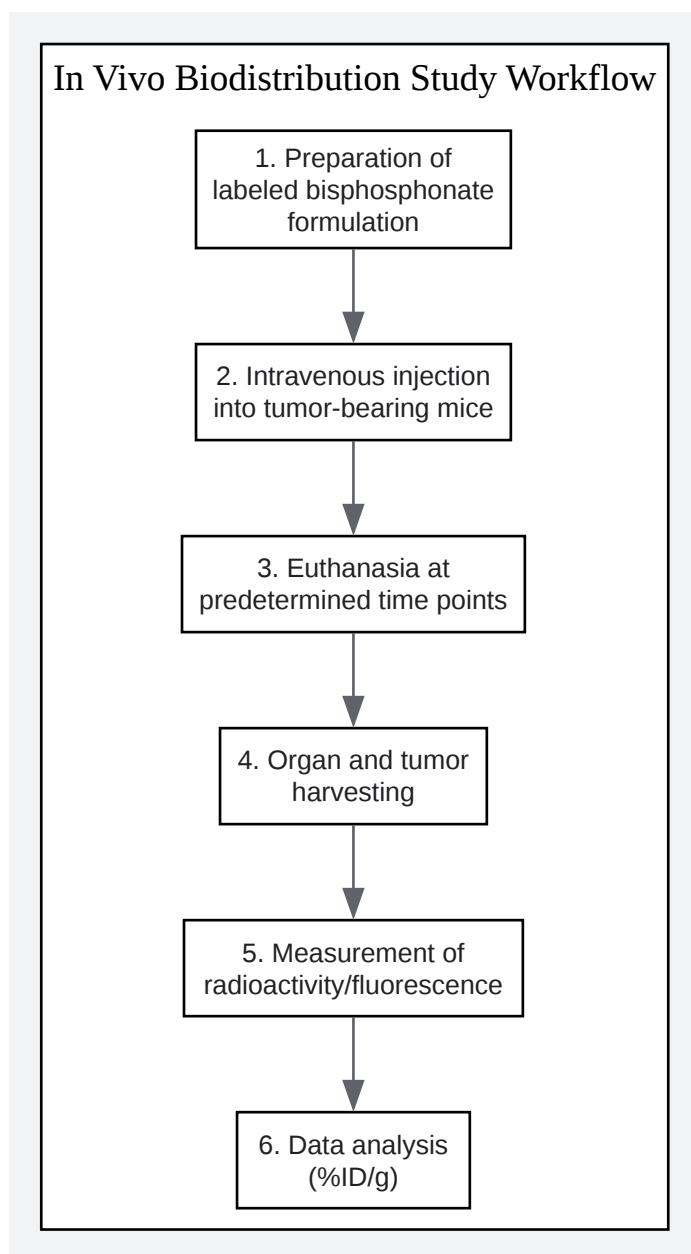 In Vivo Biodistribution Study Workflow
1. Preparation of
labeled bisphosphonate
formulation
2. Intravenous injection
into tumor-bearing mice
3. Euthanasia at
predetermined time points
4. Organ and tumor
harvesting
5. Measurement of
radioactivity/fluorescence
6. Data analysis
(%ID/g)